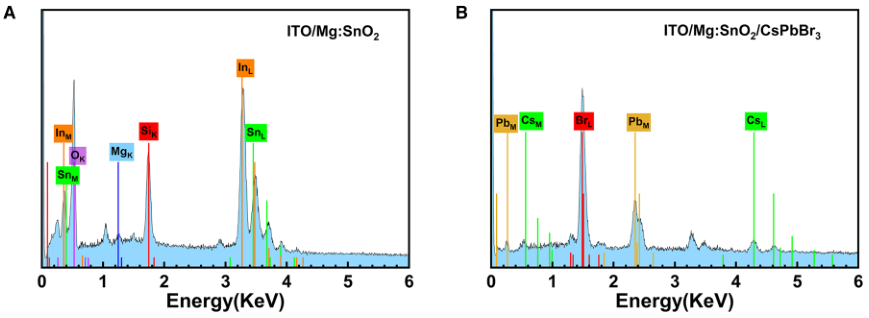 A
ITO/Mg:SnO2
InM
OK
SnM
MgK
SiK
InL
SnL
0 1 2 3 4 5 6
Energy(KeV)
B
ITO/Mg:SnO2/CsPbBr3
PbM
CsM
BrL
PbM
CsL
0 1 2 3 4 5 6
Energy(KeV)